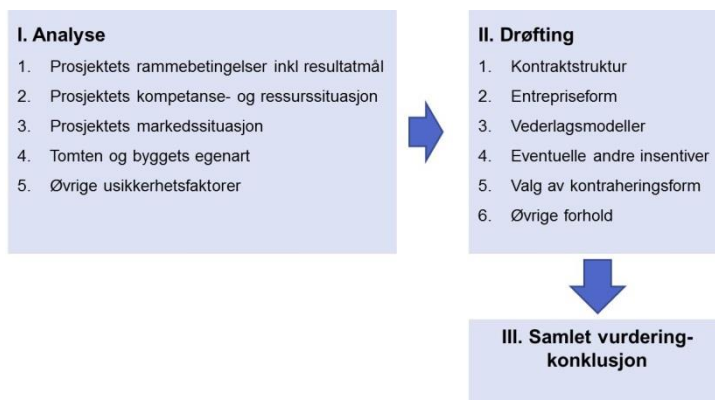 I. Analyse
1. Prosjektets rammebetingelser inkl resultatmål
2. Prosjektets kompetanse- og ressurssituasjon
3. Prosjektets markedssituasjon
4. Tomten og byggets egenart
5. Øvrige usikkerhetsfaktorer
II. Drøfting
1. Kontraktstruktur
2. Entrepriseform
3. Vederlagsmodeller
4. Eventuelle andre insentiver
5. Valg av kontraheringsform
6. Øvrige forhold
III. Samlet vurdering-
konklusjon